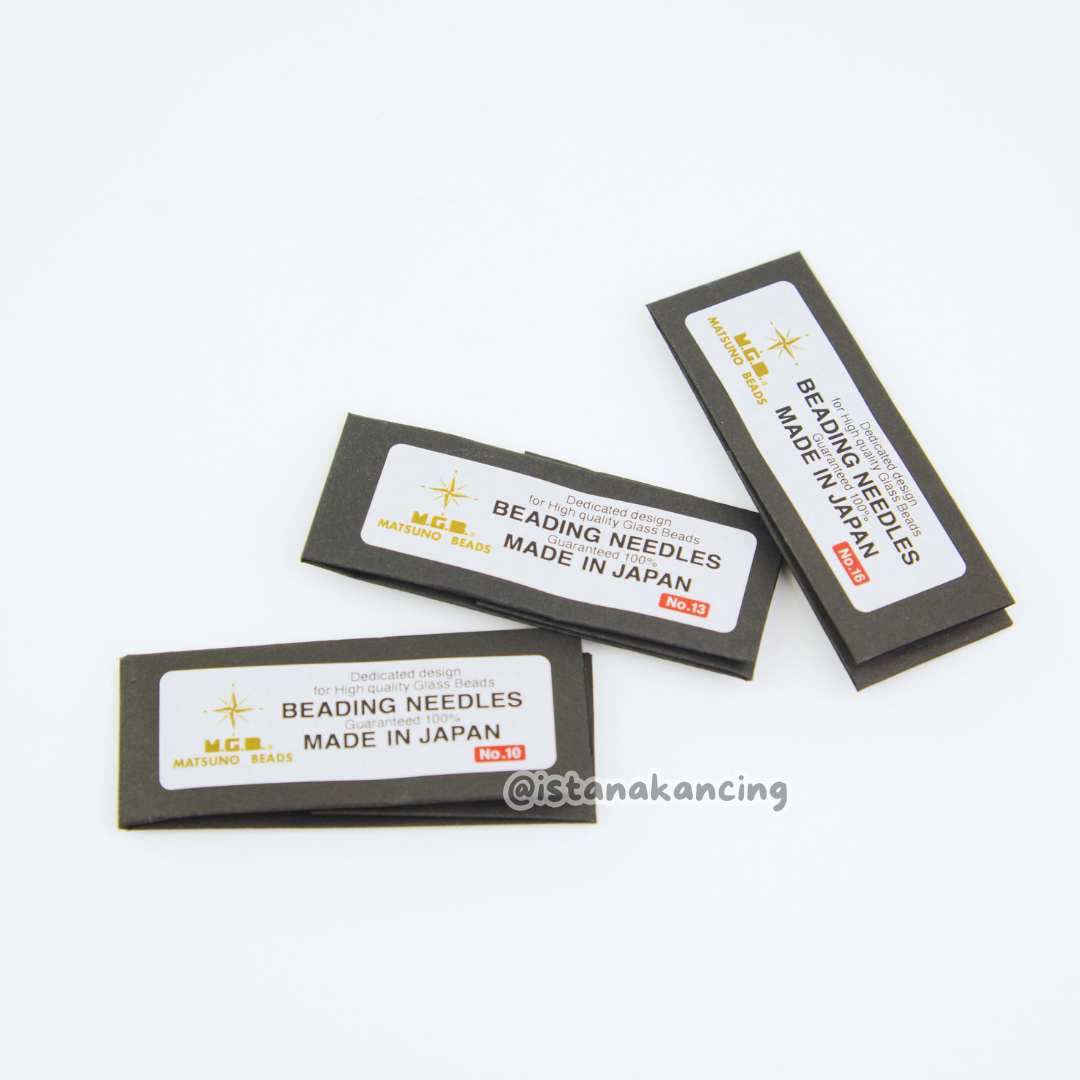 M.G.B.®
MATSUNO BEADS
Dedicated design
for High quality Glass Beads
BEADING NEEDLES
Guaranteed 100%
MADE IN JAPAN
No.16
M.G.B.®
MATSUNO BEADS
Dedicated design
for High quality Glass Beads
BEADING NEEDLES
Guaranteed 100%
MADE IN JAPAN
No.13
M.G.B.®
MATSUNO BEADS
Dedicated design
for High quality Glass Beads
BEADING NEEDLES
Guaranteed 100%
MADE IN JAPAN
No.10
@istanakancing